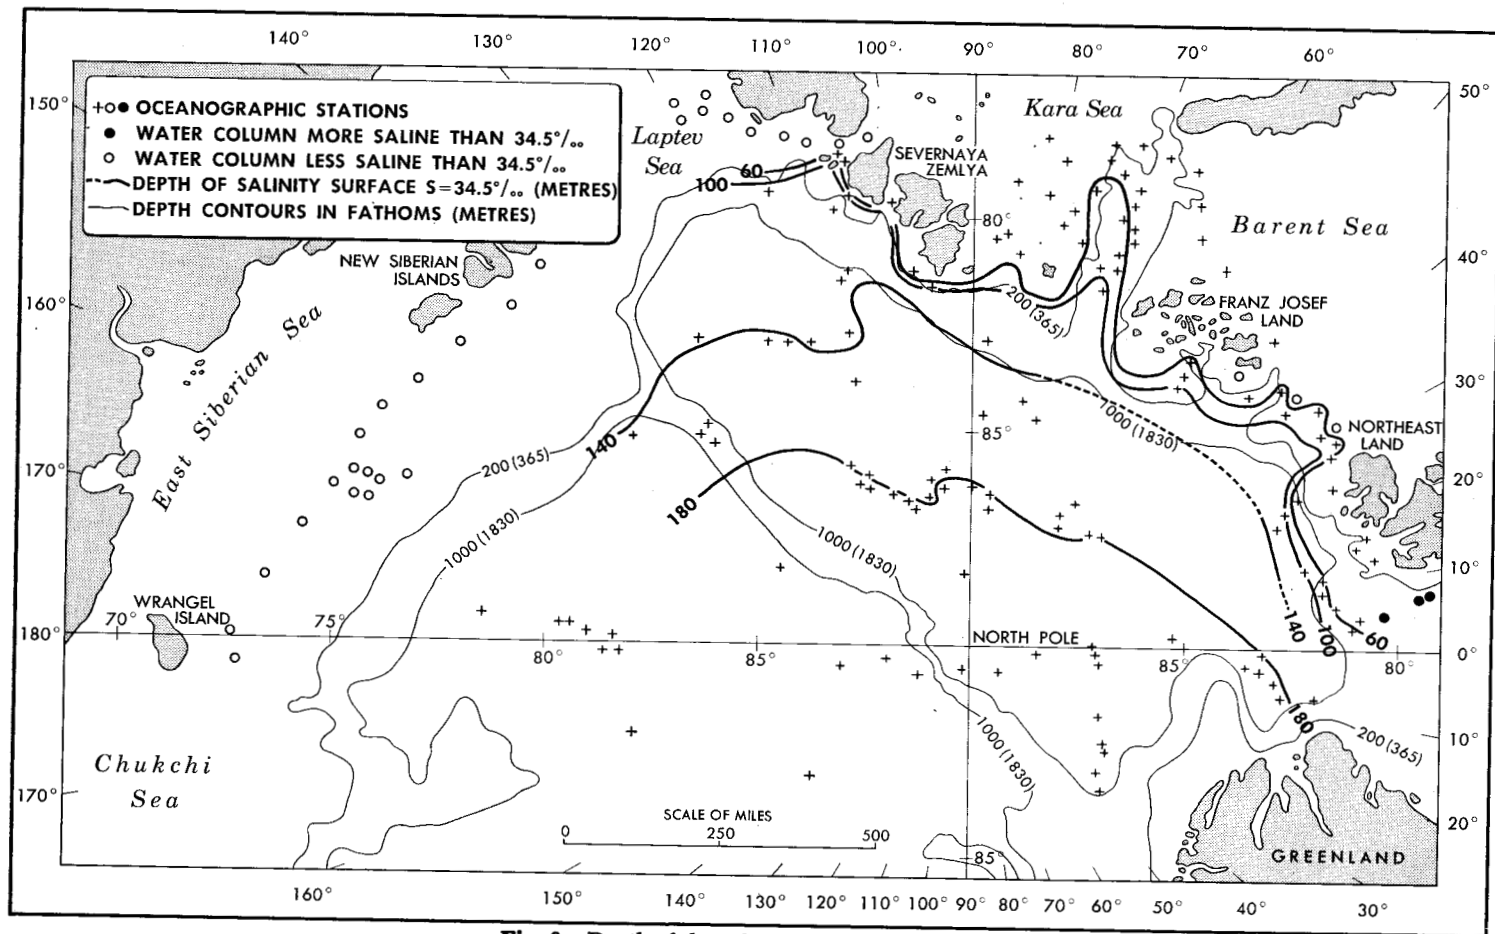 140° 130° 120° 110° 100° 90° 80° 70° 60°
150°
50°
+○● OCEANOGRAPHIC STATIONS
● WATER COLUMN MORE SALINE THAN 34.5°/₀₀
○ WATER COLUMN LESS SALINE THAN 34.5°/₀₀
DEPTH OF SALINITY SURFACE S=34.5°/₀₀ (METRES)
DEPTH CONTOURS IN FATHOMS (METRES)
Kara Sea
Laptev
Sea
SEVERNAYA
ZEMLYA
60
100
80°
Barent Sea
NEW SIBERIAN
ISLANDS
40°
160°
200 (365)
FRANZ JOSEF
LAND
East Siberian Sea
30°
1000 (1830)
85°
NORTHEAST
LAND
140
200 (365)
170°
20°
180
1000 (1830)
1000 (1830)
10°
WRANGEL
ISLAND
70°
75°
180°
NORTH POLE
140
100
60
80°
85°
85°
80°
0°
180
1000 (1830)
200 (365)
10°
Chukchi
Sea
170°
SCALE OF MILES
0 250 500
20°
85°
GREENLAND
160° 150° 140° 130° 120° 110° 100° 90° 80° 70° 60° 50° 40° 30°